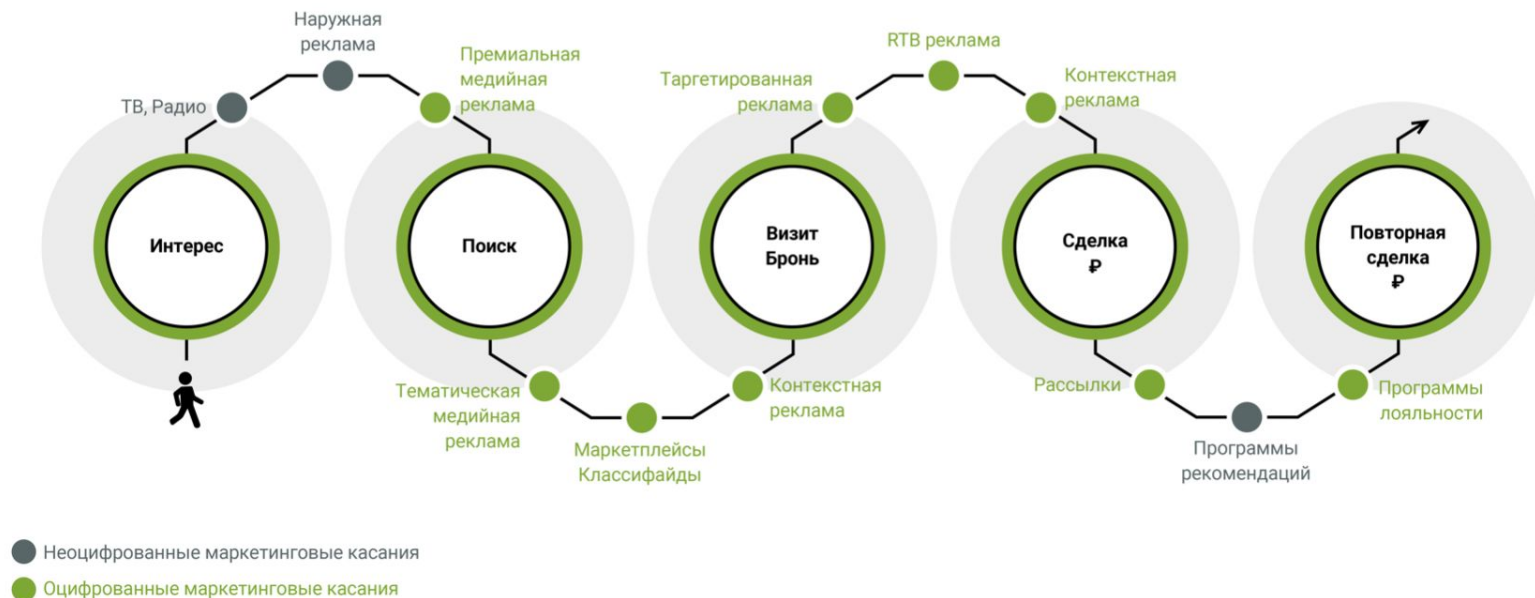 Наружная
реклама
ТВ, Радио
Премиальная
медийная
реклама
Таргетированная
реклама
RTB реклама
Контекстная
реклама
Интерес
Поиск
Визит
Бронь
Сделка
₽
Повторная
сделка
₽
Тематическая
медийная
реклама
Маркетплейсы
Классифайды
Контекстная
реклама
Рассылки
Программы
рекомендаций
Программы
лояльности
Неоцифрованные маркетинговые касания
Оцифрованные маркетинговые касания